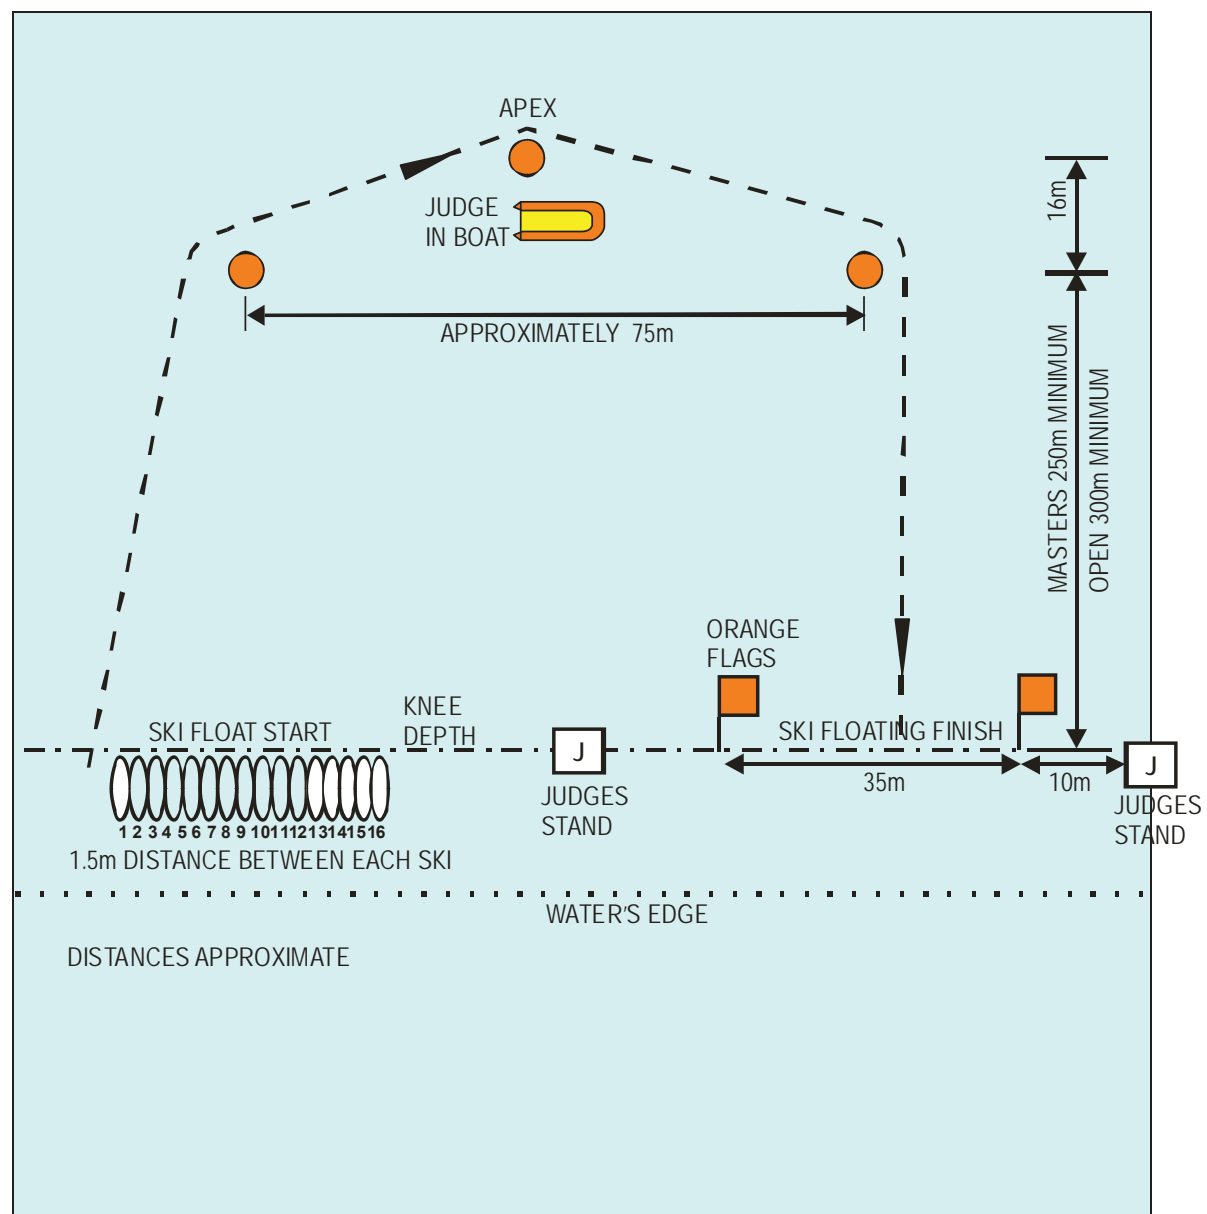 APEX
JUDGE
IN BOAT
16m
APPROXIMATELY 75m
MASTERS 250m MINIMUM
OPEN 300m MINIMUM
ORANGE
FLAGS
KNEE
DEPTH
SKI FLOAT START
SKI FLOATING FINISH
J
J
35m
10m
JUDGES
STAND
JUDGES
STAND
1 2 3 4 5 6 7 8 9 10 11 12 13 14 15 16
1.5m DISTANCE BETWEEN EACH SKI
WATER'S EDGE
DISTANCES APPROXIMATE